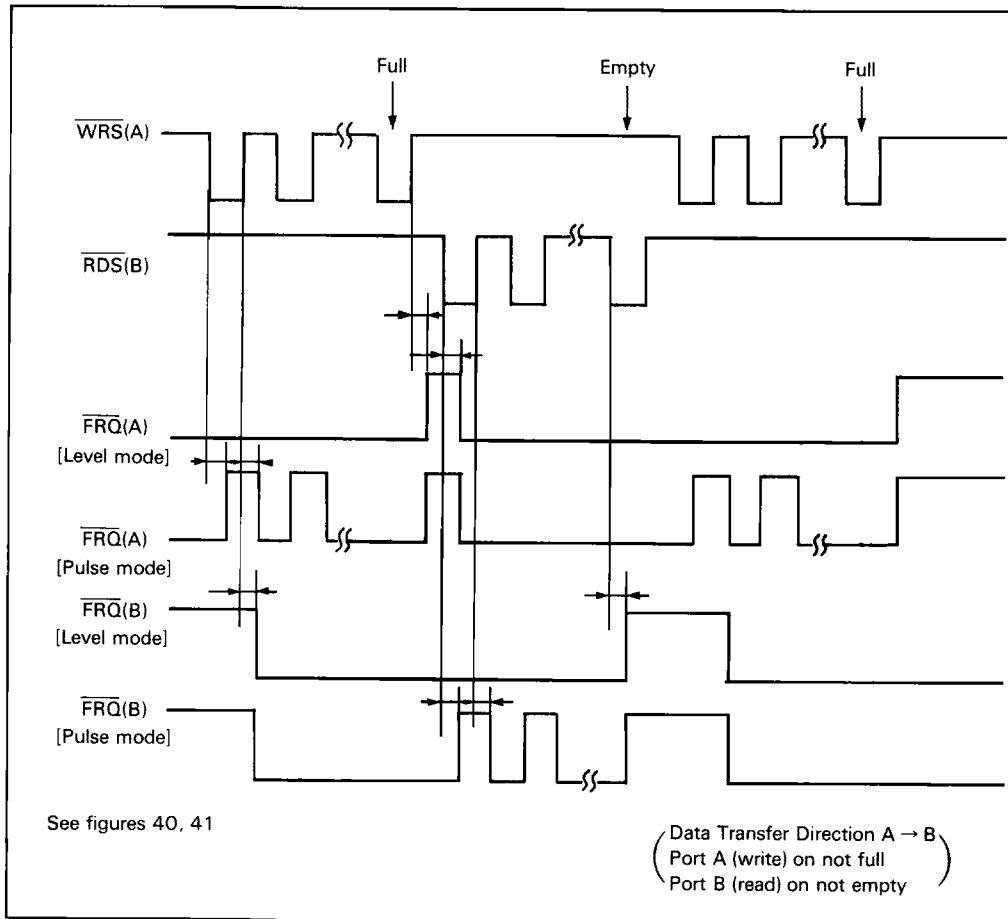 Full
Empty
Full
WRS(A)
RDS(B)
FRQ(A)
[Level mode]
FRQ(A)
[Pulse mode]
FRQ(B)
[Level mode]
FRQ(B)
[Pulse mode]
See figures 40, 41
Data Transfer Direction A → B
Port A (write) on not full
Port B (read) on not empty